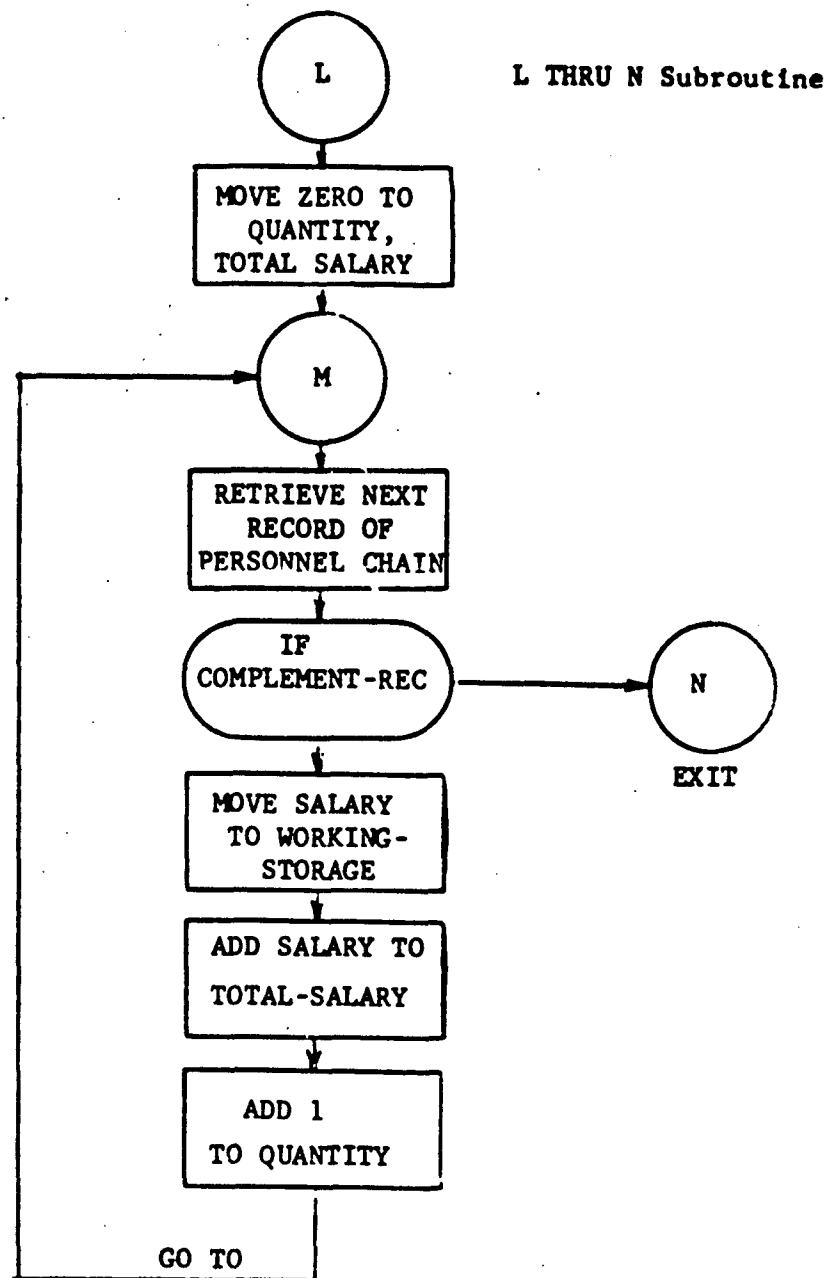 L
L THRU N Subroutine
MOVE ZERO TO
QUANTITY,
TOTAL SALARY
M
RETRIEVE NEXT
RECORD OF
PERSONNEL CHAIN
IF
COMPLEMENT-REC
N
EXIT
MOVE SALARY
TO WORKING-
STORAGE
ADD SALARY TO
TOTAL-SALARY
ADD 1
TO QUANTITY
GO TO